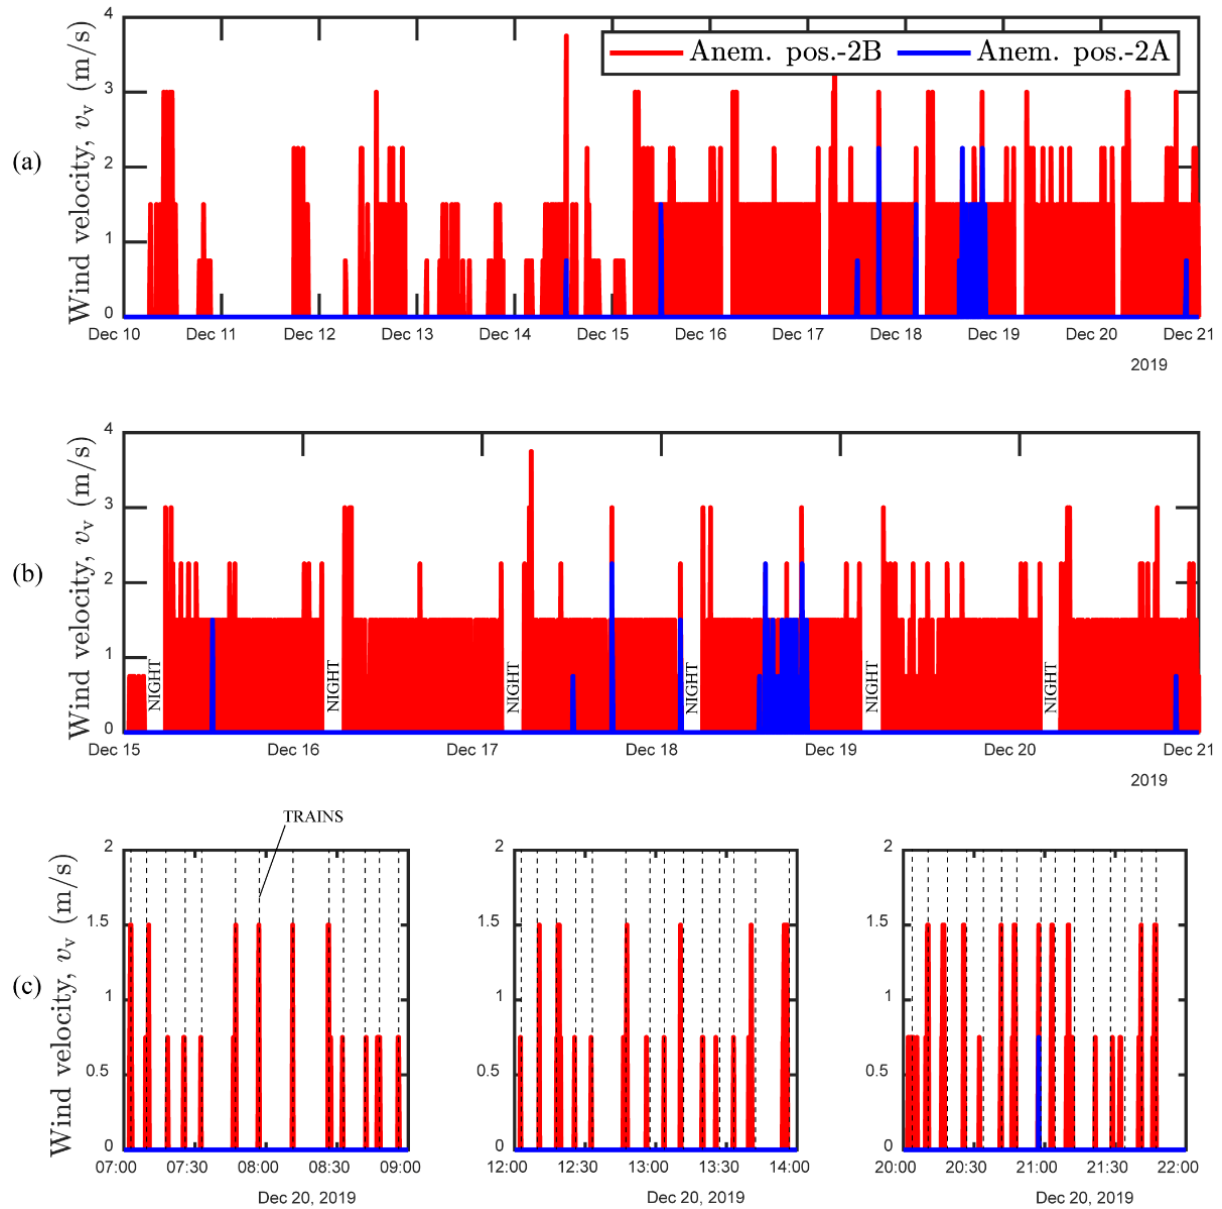 (a)
Wind velocity, v_v (m/s)
4
3
2
1
0
Anem. pos.-2B Anem. pos.-2A
Dec 10 Dec 11 Dec 12 Dec 13 Dec 14 Dec 15 Dec 16 Dec 17 Dec 18 Dec 19 Dec 20 Dec 21
2019
(b)
Wind velocity, v_v (m/s)
4
3
2
1
0
NIGHT NIGHT NIGHT NIGHT NIGHT NIGHT
Dec 15 Dec 16 Dec 17 Dec 18 Dec 19 Dec 20 Dec 21
2019
TRAINS
(c)
Wind velocity, v_v (m/s)
2
1.5
1
0.5
0
07:00 07:30 08:00 08:30 09:00
Dec 20, 2019
2
1.5
1
0.5
0
12:00 12:30 13:00 13:30 14:00
Dec 20, 2019
2
1.5
1
0.5
0
20:00 20:30 21:00 21:30 22:00
Dec 20, 2019